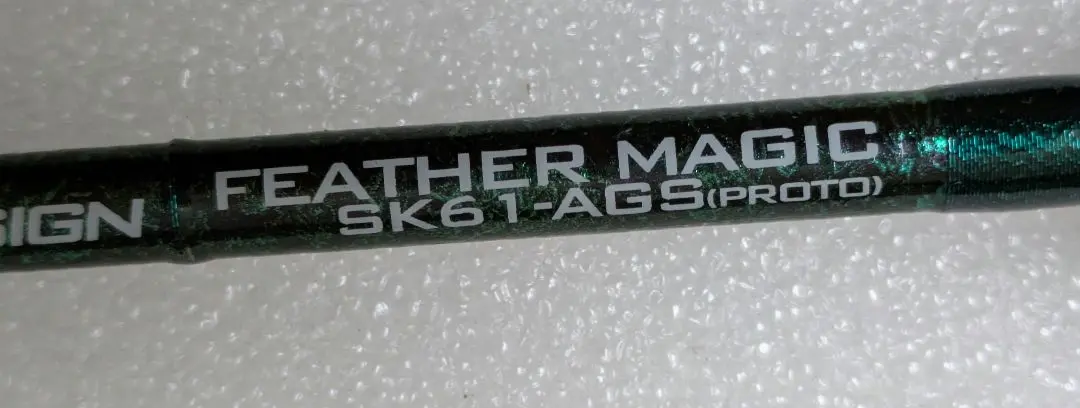 SIGN
FEATHER MAGIC
SK61-AGS(PROTO)